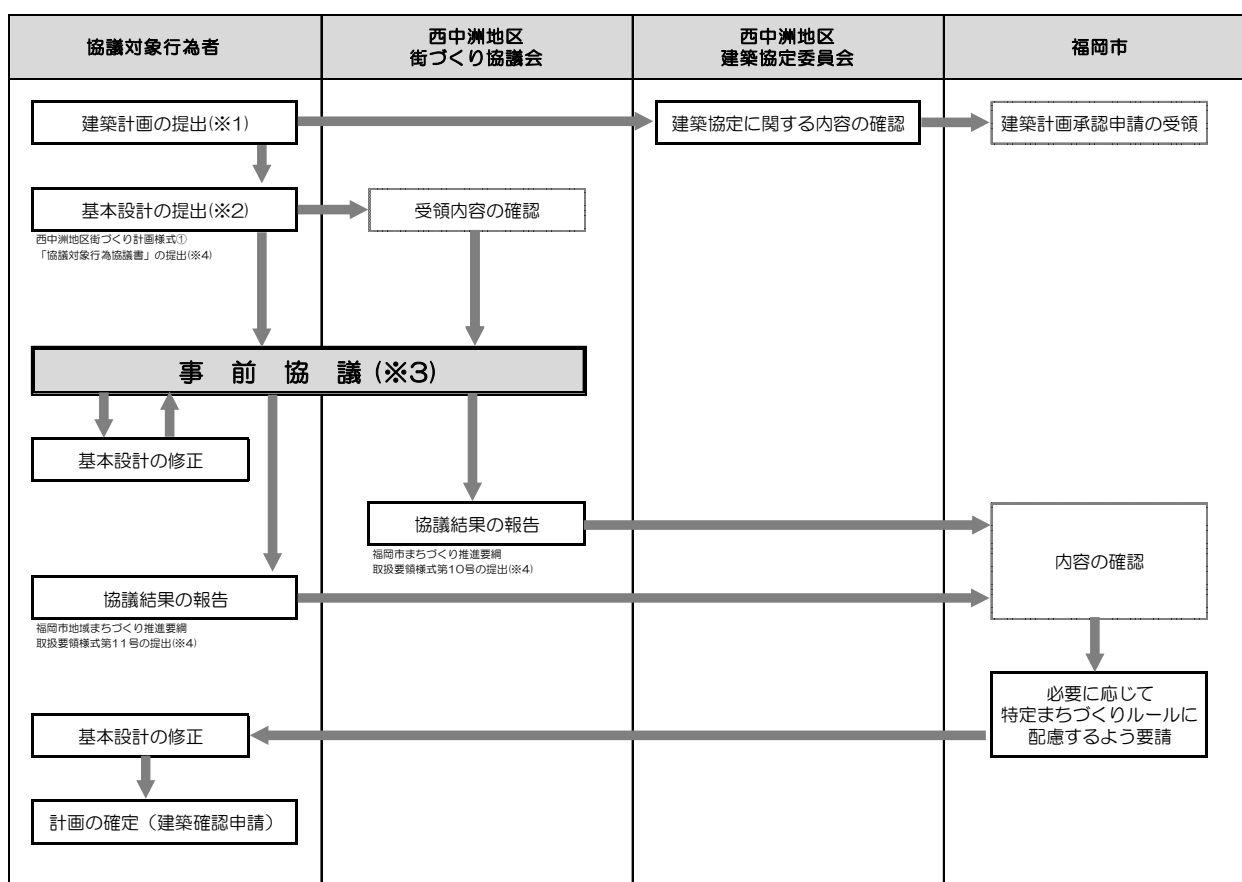 協議対象行為者
西中洲地区
街づくり協議会
西中洲地区
建築協定委員会
福岡市
建築計画の提出(※1)
建築協定に関する内容の確認
建築計画承認申請の受領
基本設計の提出(※2)
受領内容の確認
西中洲地区街づくり計画様式①
「協議対象行為協議書」の提出(※4)
事 前 協 議 (※3)
基本設計の修正
協議結果の報告
福岡市まちづくり推進要綱
取扱要領様式第10号の提出(※4)
内容の確認
協議結果の報告
福岡市地域まちづくり推進要綱
取扱要領様式第11号の提出(※4)
必要に応じて
特定まちづくりルールに
配慮するよう要請
基本設計の修正
計画の確定（建築確認申請）